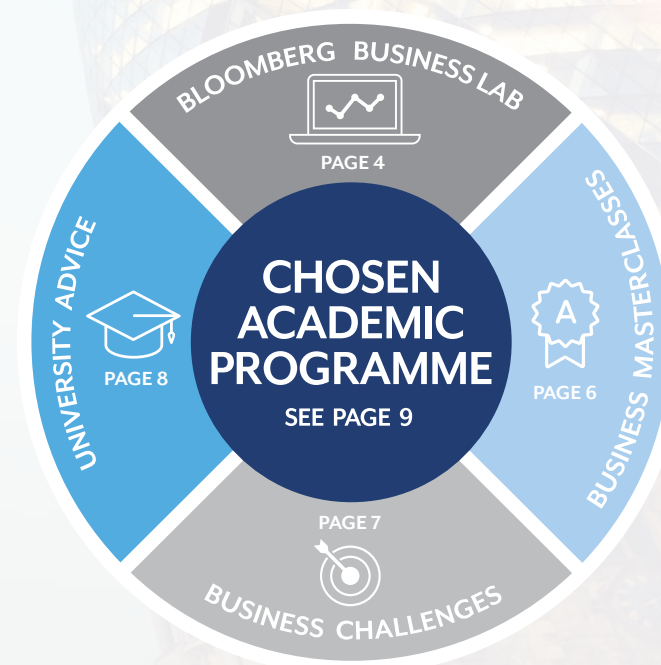 BLOOMBERG BUSINESS LAB
PAGE 4
UNIVERSITY ADVICE
PAGE 8
CHOSEN
ACADEMIC
PROGRAMME
SEE PAGE 9
A
PAGE 6
BUSINESS MASTERCLASSES
PAGE 7
BUSINESS CHALLENGES